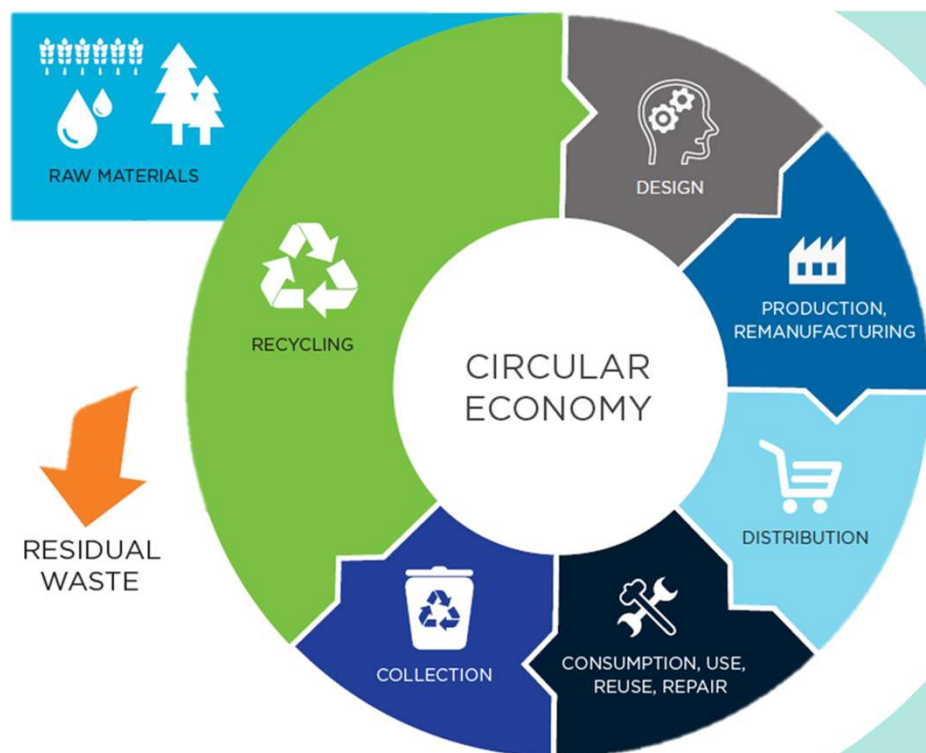 RAW MATERIALS
DESIGN
PRODUCTION,
REMANUFACTURING
RECYCLING
CIRCULAR
ECONOMY
DISTRIBUTION
RESIDUAL
WASTE
CONSUMPTION, USE,
REUSE, REPAIR
COLLECTION